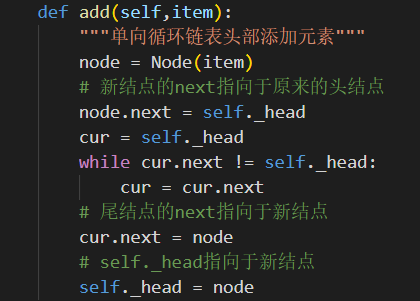 def add(self,item):
"""单向循环链表头部添加元素"""
node = Node(item)
# 新结点的next指向于原来的头结点
node.next = self._head
cur = self._head
while cur.next != self._head:
cur = cur.next
# 尾结点的next指向于新结点
cur.next = node
# self._head指向于新结点
self._head = node